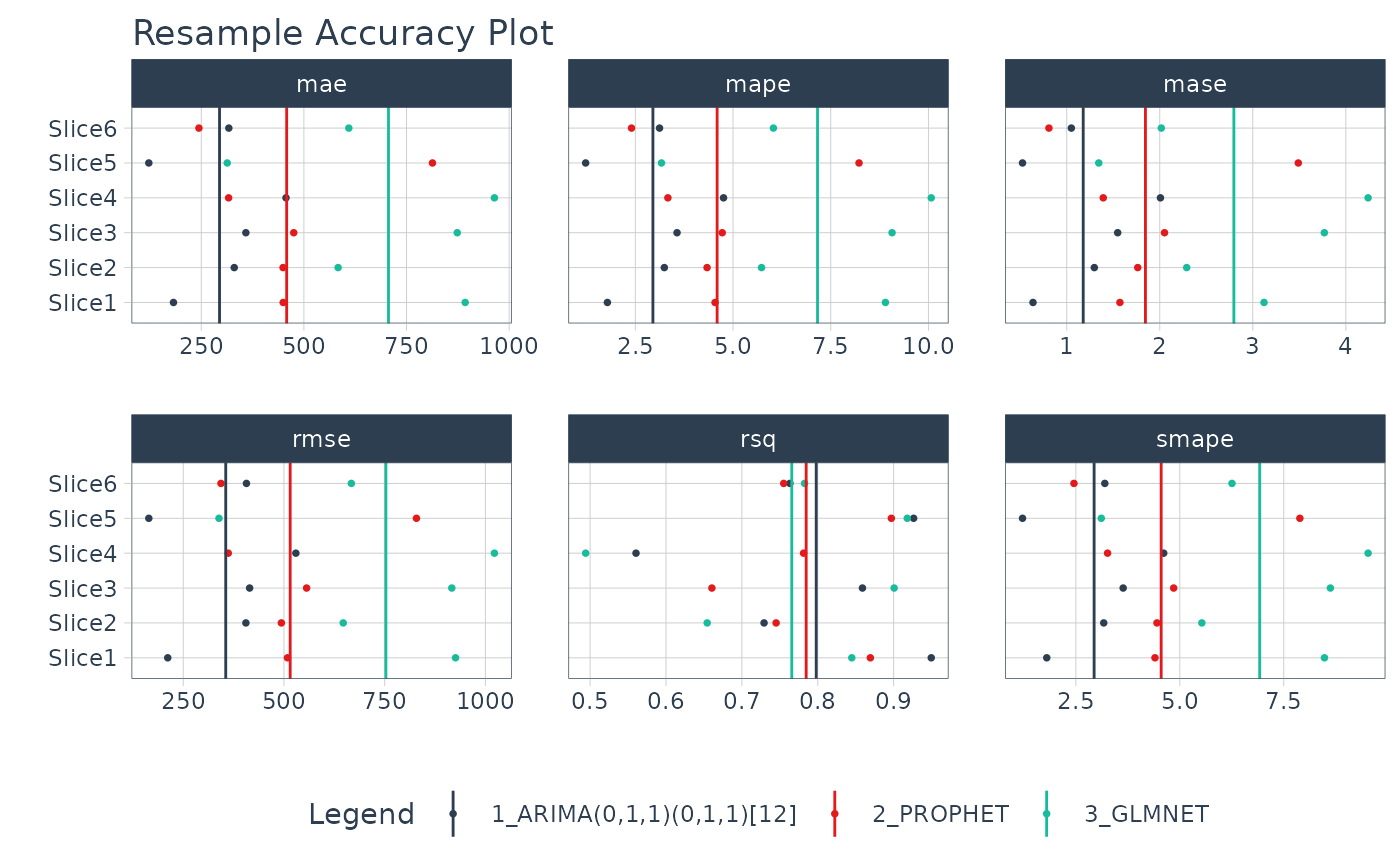 Resample Accuracy Plot
mae
mape
mase
Slice6
Slice5
Slice4
Slice3
Slice2
Slice1
250 500 750 1000
2.5 5.0 7.5 10.0
1 2 3 4
rmse
rsq
smape
Slice6
Slice5
Slice4
Slice3
Slice2
Slice1
250 500 750 1000
0.5 0.6 0.7 0.8 0.9
2.5 5.0 7.5
Legend 1_ARIMA(0,1,1)(0,1,1)[12] 2_PROPHET 3_GLMNET